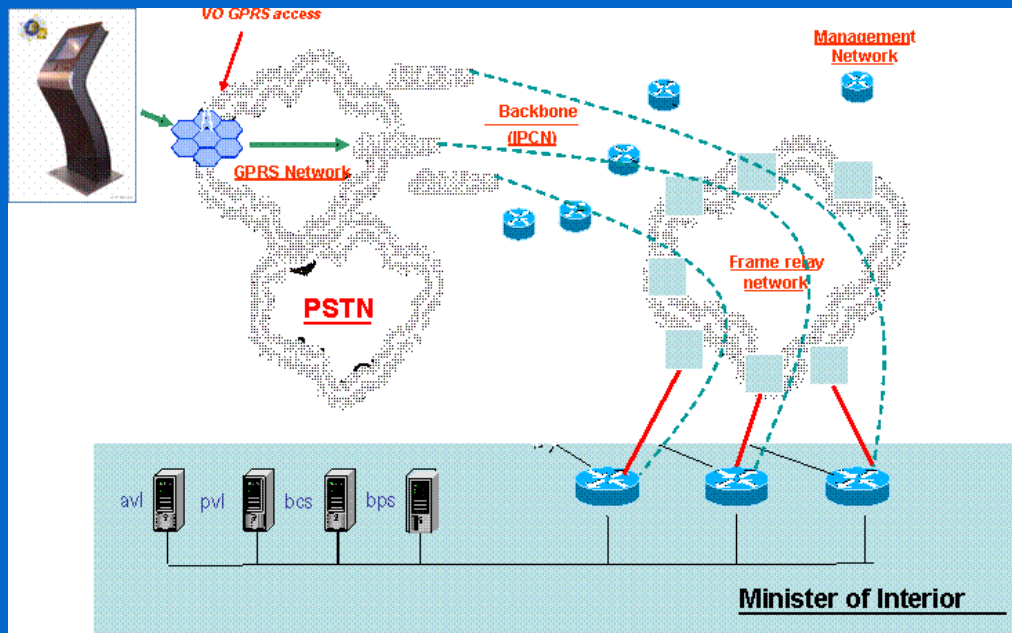 VO GPRS access
Management
Network
Backbone
(IPCN)
GPRS Network
Frame relay
network
PSTN
avl
pvl
bcs
bps
Minister of Interior